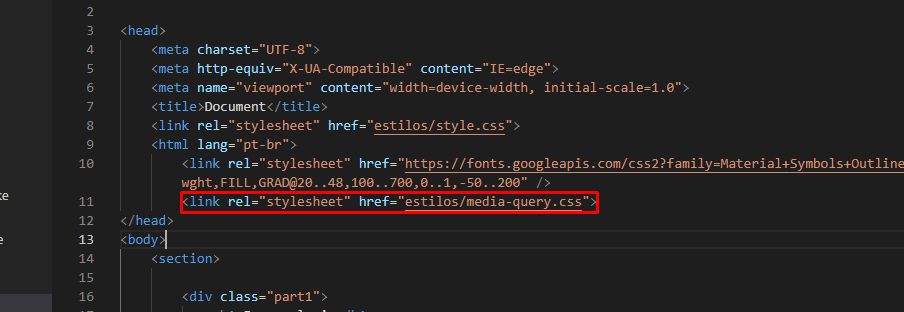 2
3 <head>
4 <meta charset="UTF-8">
5 <meta http-equiv="X-UA-Compatible" content="IE=edge">
6 <meta name="viewport" content="width=device-width, initial-scale=1.0">
7 <title>Document</title>
8 <link rel="stylesheet" href="estilos/style.css">
9 <html lang="pt-br">
10 <link rel="stylesheet" href="https://fonts.googleapis.com/css2?family=Material+Symbols+Outline
wght,FILL,GRAD@20..48,100..700,0..1,-50..200" />
11 <link rel="stylesheet" href="estilos/media-query.css">
12 </head>
13 <body>
14 <section>
15
16 <div class="part1">